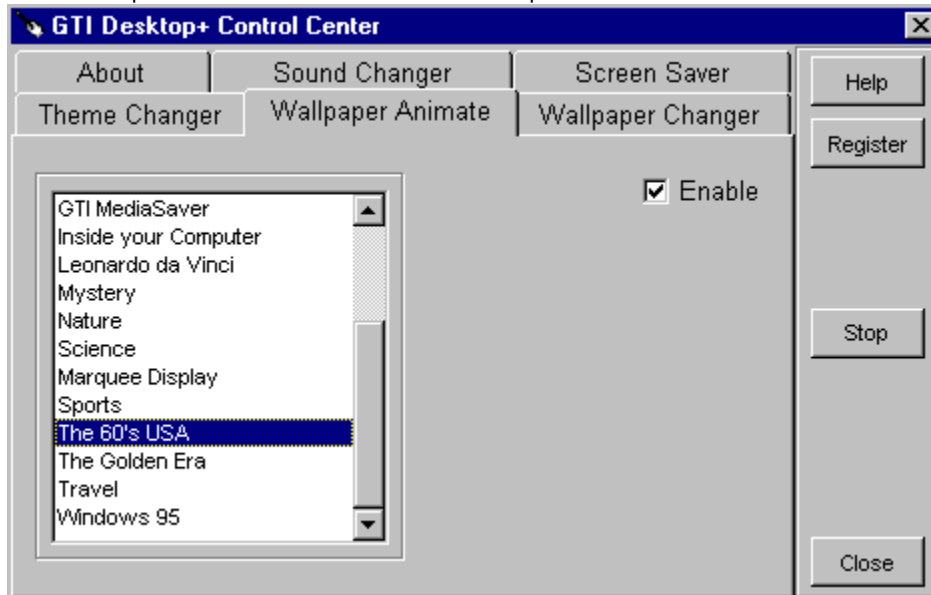 GTI Desktop+ Control Center
About Sound Changer Screen Saver
Theme Changer Wallpaper Animate Wallpaper Changer
Help
Register
Enable
GTI MediaSaver
Inside your Computer
Leonardo da Vinci
Mystery
Nature
Science
Marquee Display
Sports
The 60's USA
The Golden Era
Travel
Windows 95
Stop
Close